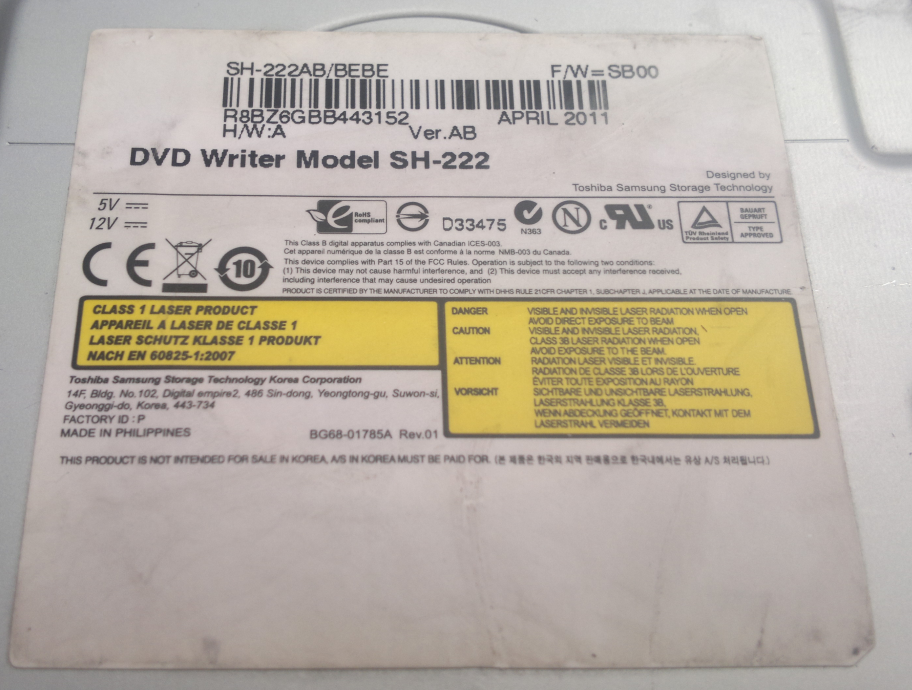 SH-222AB/BEBE F/W=SB00
R8BZ6GBB443152 APRIL 2011
H/W:A Ver.AB
DVD Writer Model SH-222
Designed by
Toshiba Samsung Storage Technology
5V
12V
RoHS
compliant
D33475
N363
N
c RU US
TÜV Rheinland
Product Safety
BAUART
GEPRÜFT
TYPE
APPROVED
CE
10
This Class B digital apparatus complies with Canadian ICES-003.
Cet appareil numérique de la classe B est conforme à la norme NMB-003 du Canada.
This device complies with Part 15 of the FCC Rules. Operation is subject to the following two conditions:
(1) This device may not cause harmful interference, and (2) This device must accept any interference received,
including interference that may cause undesired operation
PRODUCT IS CERTIFIED BY THE MANUFACTURER TO COMPLY WITH DHHS RULE 21CFR CHAPTER 1, SUBCHAPTER J, APPLICABLE AT THE DATE OF MANUFACTURE.
CLASS 1 LASER PRODUCT
APPAREIL A LASER DE CLASSE 1
LASER SCHUTZ KLASSE 1 PRODUKT
NACH EN 60825-1:2007
DANGER VISIBLE AND INVISIBLE LASER RADIATION WHEN OPEN
AVOID DIRECT EXPOSURE TO BEAM
CAUTION VISIBLE AND INVISIBLE LASER RADIATION,
CLASS 3B LASER RADIATION WHEN OPEN
AVOID EXPOSURE TO THE BEAM.
ATTENTION RADIATION LASER VISIBLE ET INVISIBLE.
RADIATION DE CLASSE 3B LORS DE L'OUVERTURE
ÉVITER TOUTE EXPOSITION AU RAYON
VORSICHT SICHTBARE UND UNSICHTBARE LASERSTRAHLUNG,
LASERSTRAHLUNG KLASSE 3B,
WENN ABDECKUNG GEÖFFNET, KONTAKT MIT DEM
LASERSTRAHL VERMEIDEN
Toshiba Samsung Storage Technology Korea Corporation
14F, Bldg. No.102, Digital empire2, 486 Sin-dong, Yeongtong-gu, Suwon-si,
Gyeonggi-do, Korea, 443-734
FACTORY ID : P
MADE IN PHILIPPINES BG68-01785A Rev.01
THIS PRODUCT IS NOT INTENDED FOR SALE IN KOREA, A/S IN KOREA MUST BE PAID FOR. (본 제품은 한국외 지역 판매용으로 한국내에서는 유상 A/S 처리됩니다.)